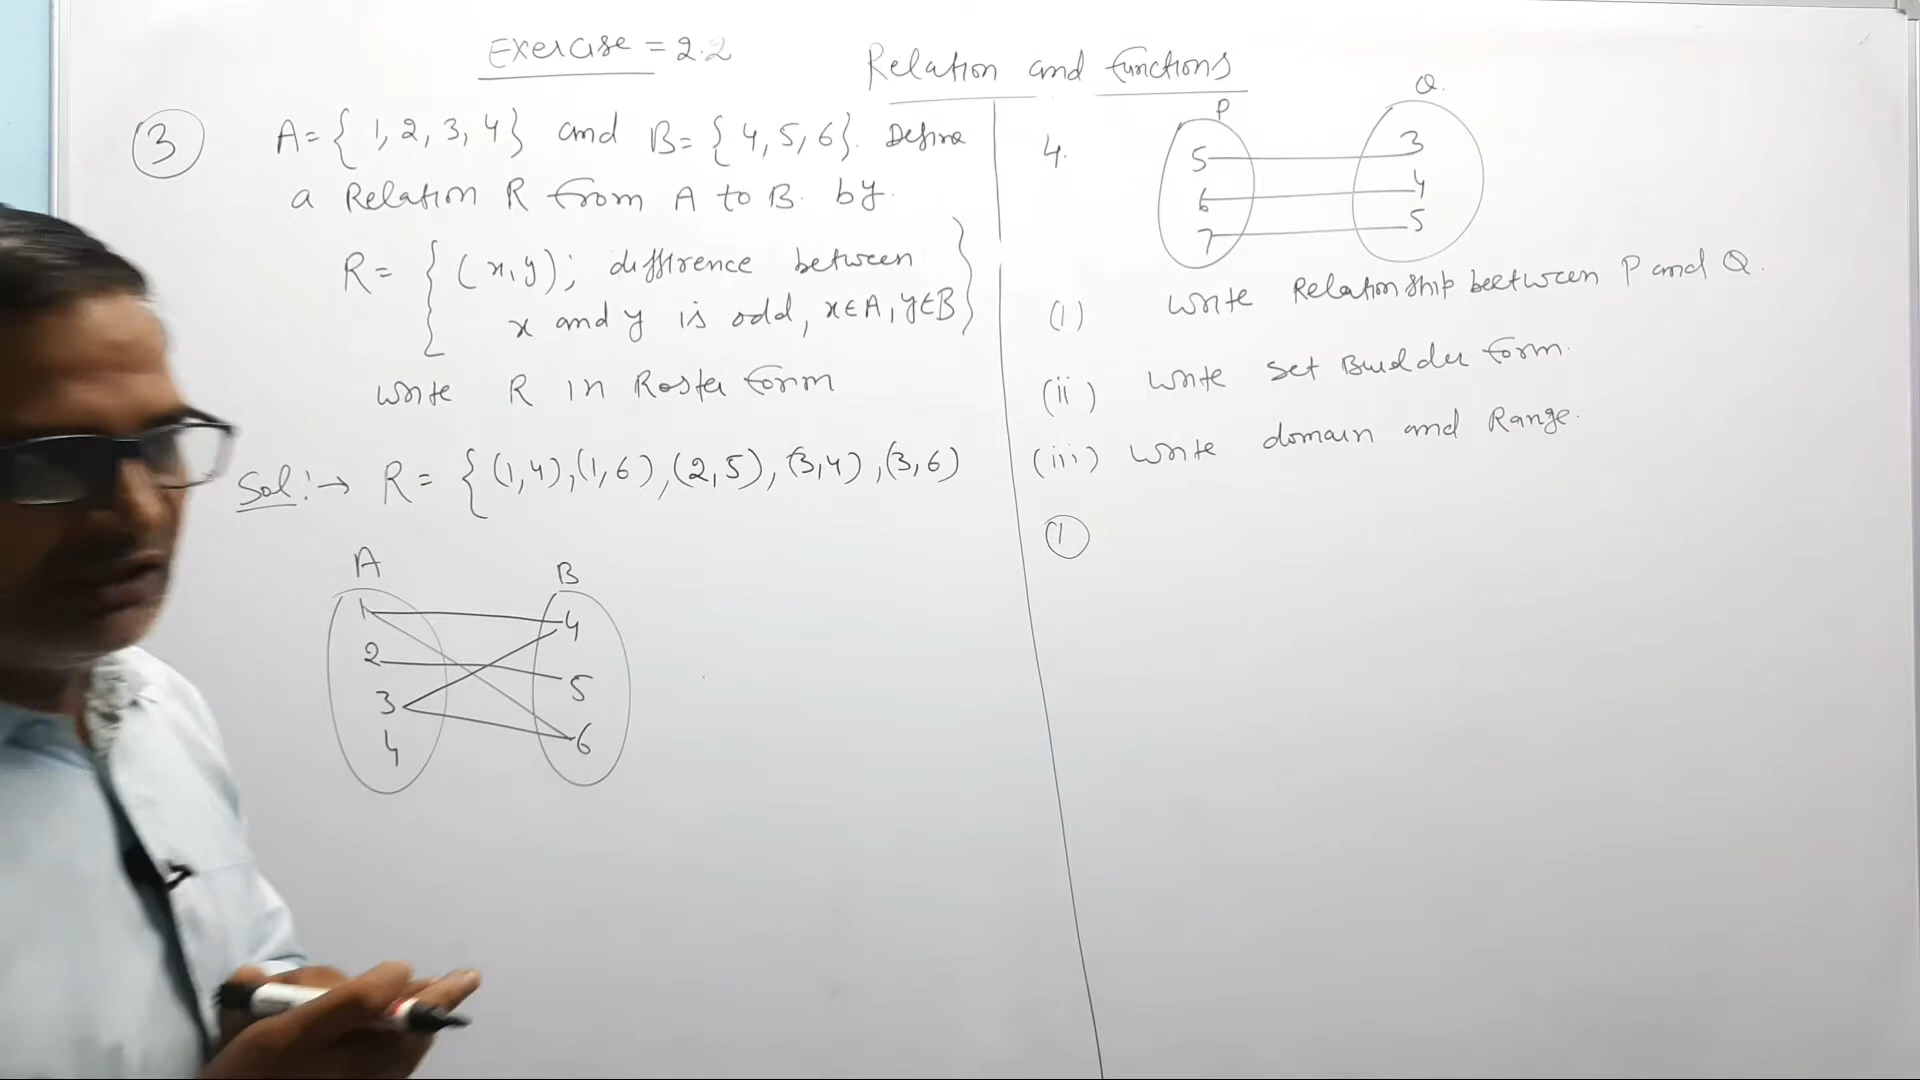 Exercise = 2.2
Relation and functions
3
A = { 1, 2, 3, 4 } and B = { 4, 5, 6 }. Define
a Relation R from A to B. by.
R = { (x, y) ; difference between
x and y is odd, x ∈ A, y ∈ B }
write R in Roster form
Sol :→ R = { (1,4), (1,6), (2,5), (3,4), (3,6)
A B
1 4
2 5
3 6
4
4.
P Q.
5 3
6 4
7 5
(i) write Relationship beetween P and Q.
(ii) write set Builder form.
(iii) write domain and Range.
1